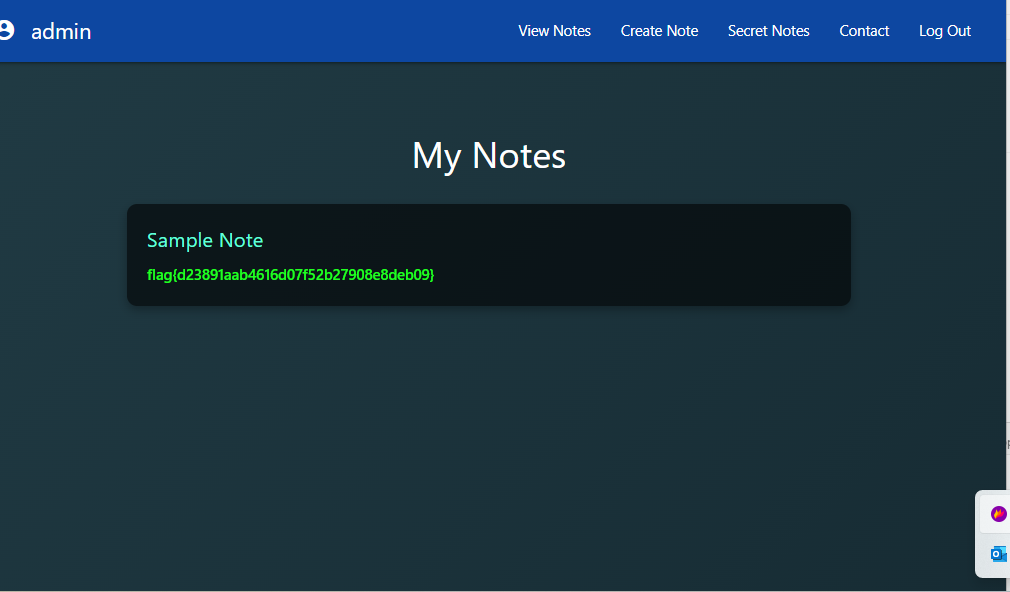 admin
View Notes
Create Note
Secret Notes
Contact
Log Out
My Notes
Sample Note
flag{d23891aab4616d07f52b27908e8deb09}